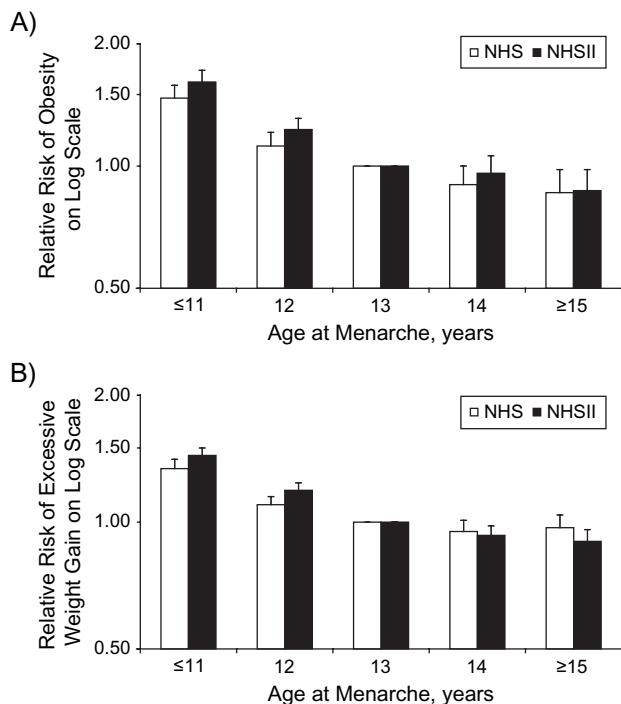 A)
Relative Risk of Obesity
on Log Scale
2.00
1.50
1.00
0.50
NHS NHSII
≤11 12 13 14 ≥15
Age at Menarche, years
B)
Relative Risk of Excessive
Weight Gain on Log Scale
2.00
1.50
1.00
0.50
NHS NHSII
≤11 12 13 14 ≥15
Age at Menarche, years